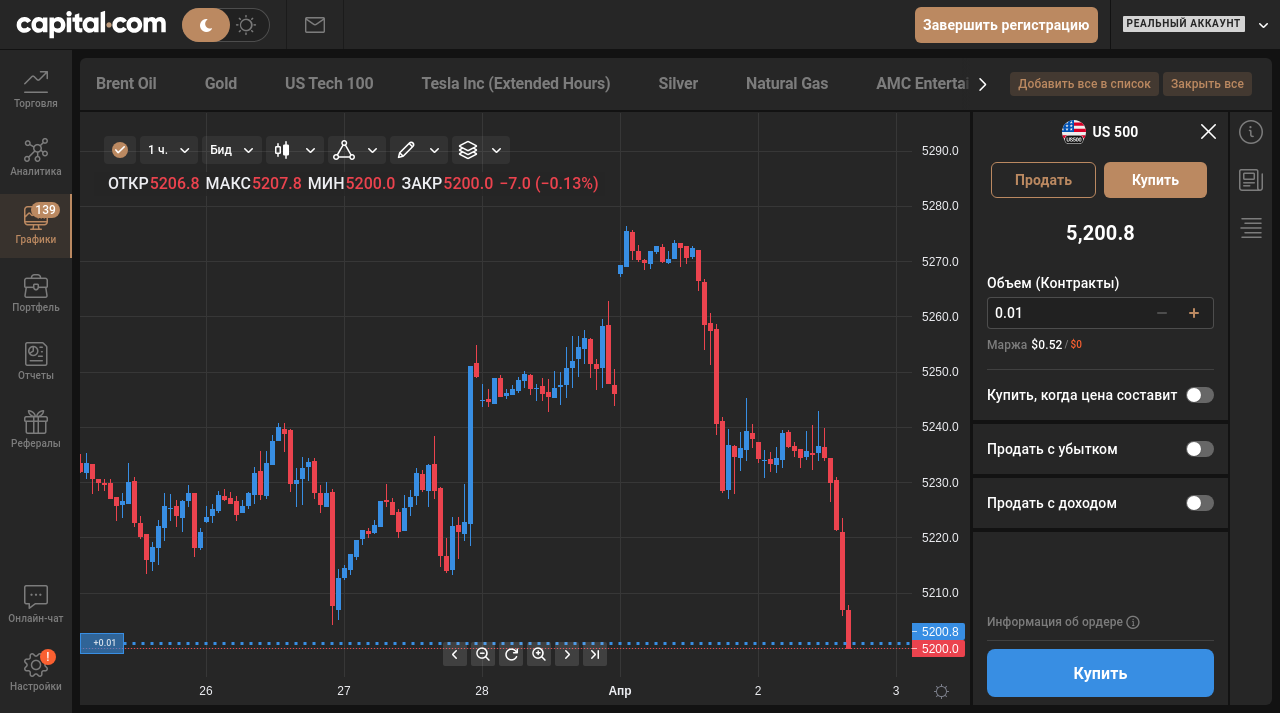 capital.com
Завершить регистрацию
РЕАЛЬНЫЙ АККАУНТ
Торговля
Аналитика
139
Графики
Портфель
Отчеты
Рефералы
Онлайн-чат
!
Настройки
Brent Oil Gold US Tech 100 Tesla Inc (Extended Hours) Silver Natural Gas AMC Entertai
Добавить все в список Закрыть все
1 ч. Бид
ОТКР5206.8 МАКС5207.8 МИН5200.0 ЗАКР5200.0 −7.0 (−0.13%)
5290.0
5280.0
5270.0
5260.0
5250.0
5240.0
5230.0
5220.0
5210.0
5200.8
5200.0
+0.01
26 27 28 Апр 2 3
US500
US 500
Продать Купить
5,200.8
Объем (Контракты)
0.01 − +
Маржа $0.52 / $0
Купить, когда цена составит
Продать с убытком
Продать с доходом
Информация об ордере
Купить